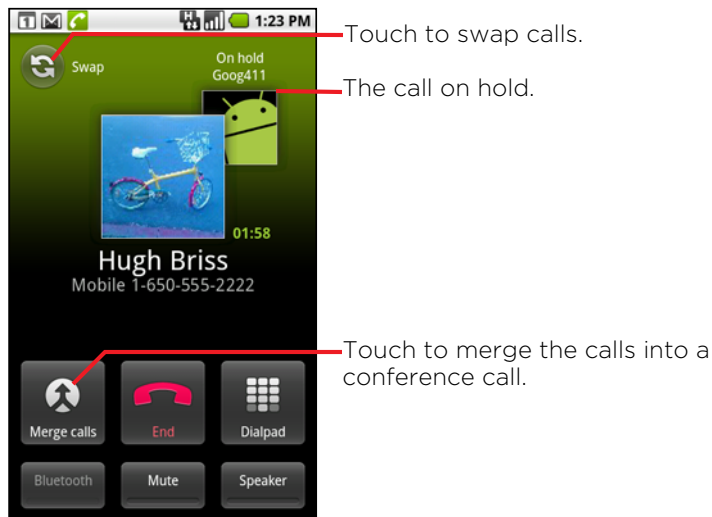 1 1:23 PM
Touch to swap calls.
Swap
On hold
Goog411
The call on hold.
01:58
Hugh Briss
Mobile 1-650-555-2222
Touch to merge the calls into a
conference call.
Merge calls End Dialpad
Bluetooth Mute Speaker